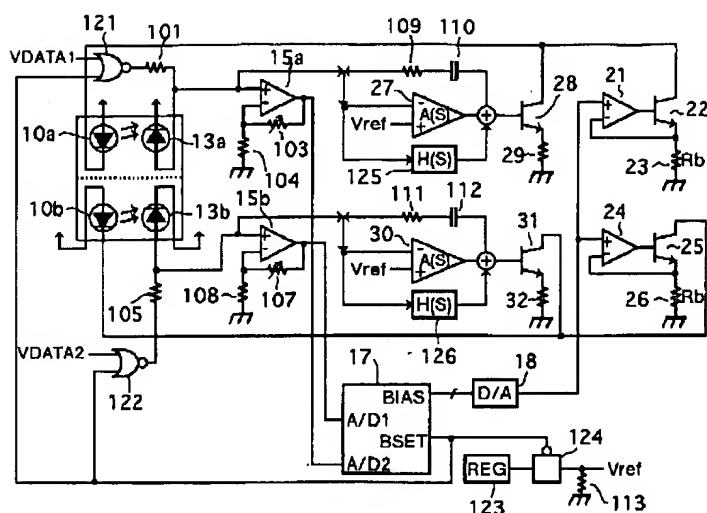 121
101
109
110
VDATA1
15a
27
28
21
22
A(S)
Vref
10a
13a
103
104
H(S)
125
29
23
Rb
111
112
10b
13b
15b
30
31
24
25
A(S)
Vref
105
108
107
H(S)
126
32
26
Rb
VDATA2
122
17
18
BIAS
D/A
A/D1
BSET
124
A/D2
REG
Vref
123
113